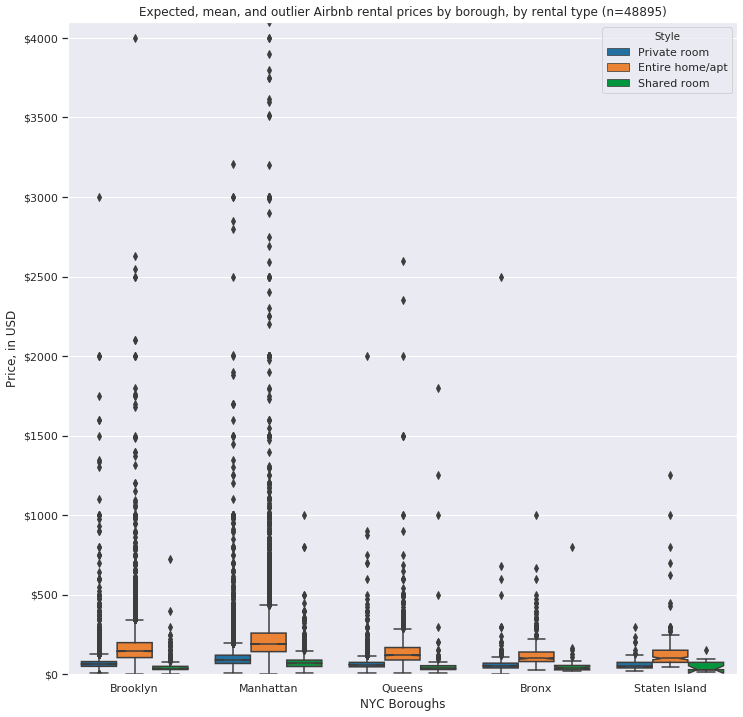 Expected, mean, and outlier Airbnb rental prices by borough, by rental type (n=48895)
Style
Private room
Entire home/apt
Shared room
$4000
$3500
$3000
$2500
$2000
$1500
$1000
$500
$0
Price, in USD
Brooklyn
Manhattan
Queens
Bronx
Staten Island
NYC Boroughs